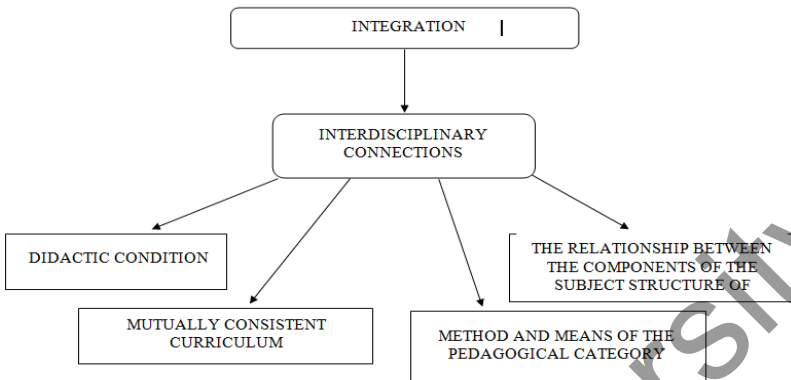 INTEGRATION
INTERDISCIPLINARY
CONNECTIONS
DIDACTIC CONDITION
MUTUALLY CONSISTENT
CURRICULUM
METHOD AND MEANS OF THE
PEDAGOGICAL CATEGORY
THE RELATIONSHIP BETWEEN
THE COMPONENTS OF THE
SUBJECT STRUCTURE OF
rsity